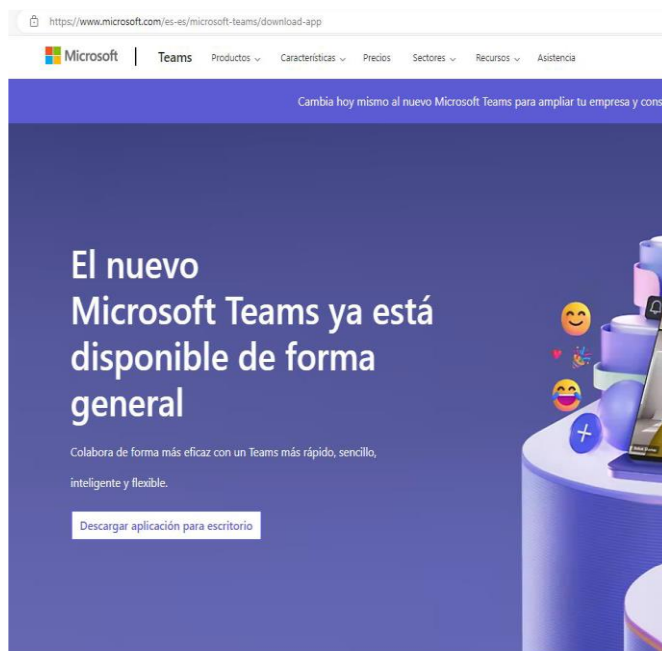 https://www.microsoft.com/es-es/microsoft-teams/download-app
Microsoft Teams Productos Características Precios Sectores Recursos Asistencia
Cambia hoy mismo al nuevo Microsoft Teams para ampliar tu empresa y cons
El nuevo
Microsoft Teams ya está
disponible de forma
general
Colabora de forma más eficaz con un Teams más rápido, sencillo,
inteligente y flexible.
Descargar aplicación para escritorio